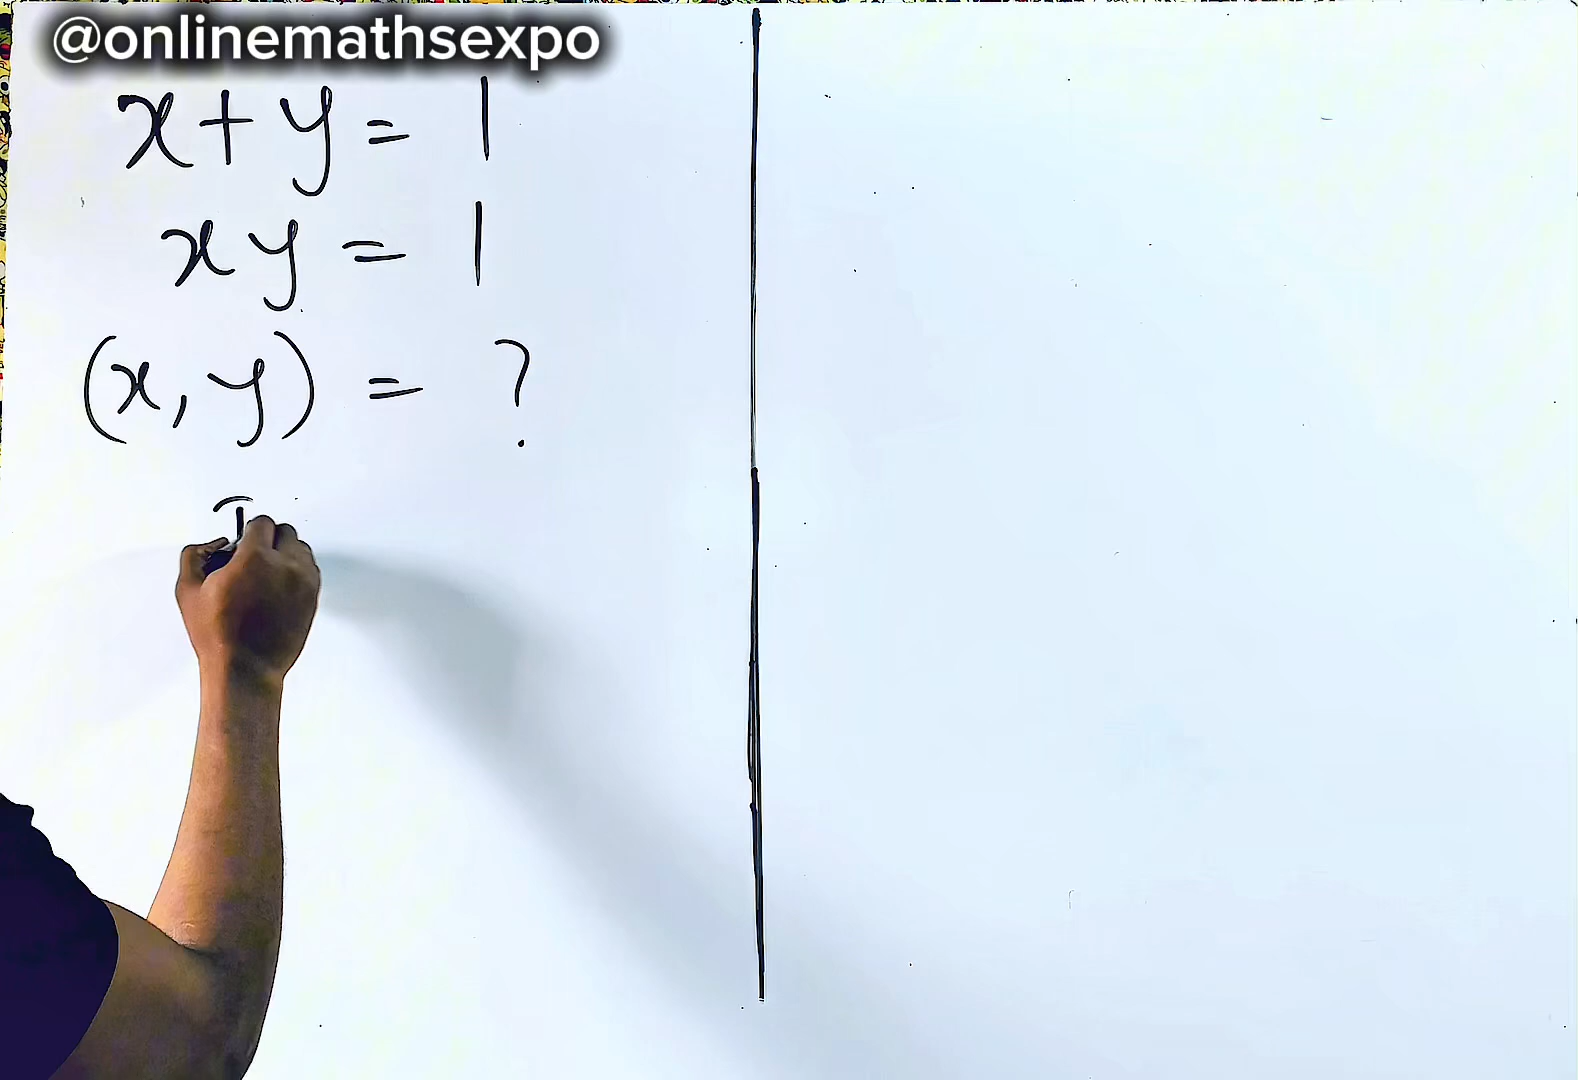 @onlinemathsexpo
x + y = 1
xy = 1
(x, y) = ?